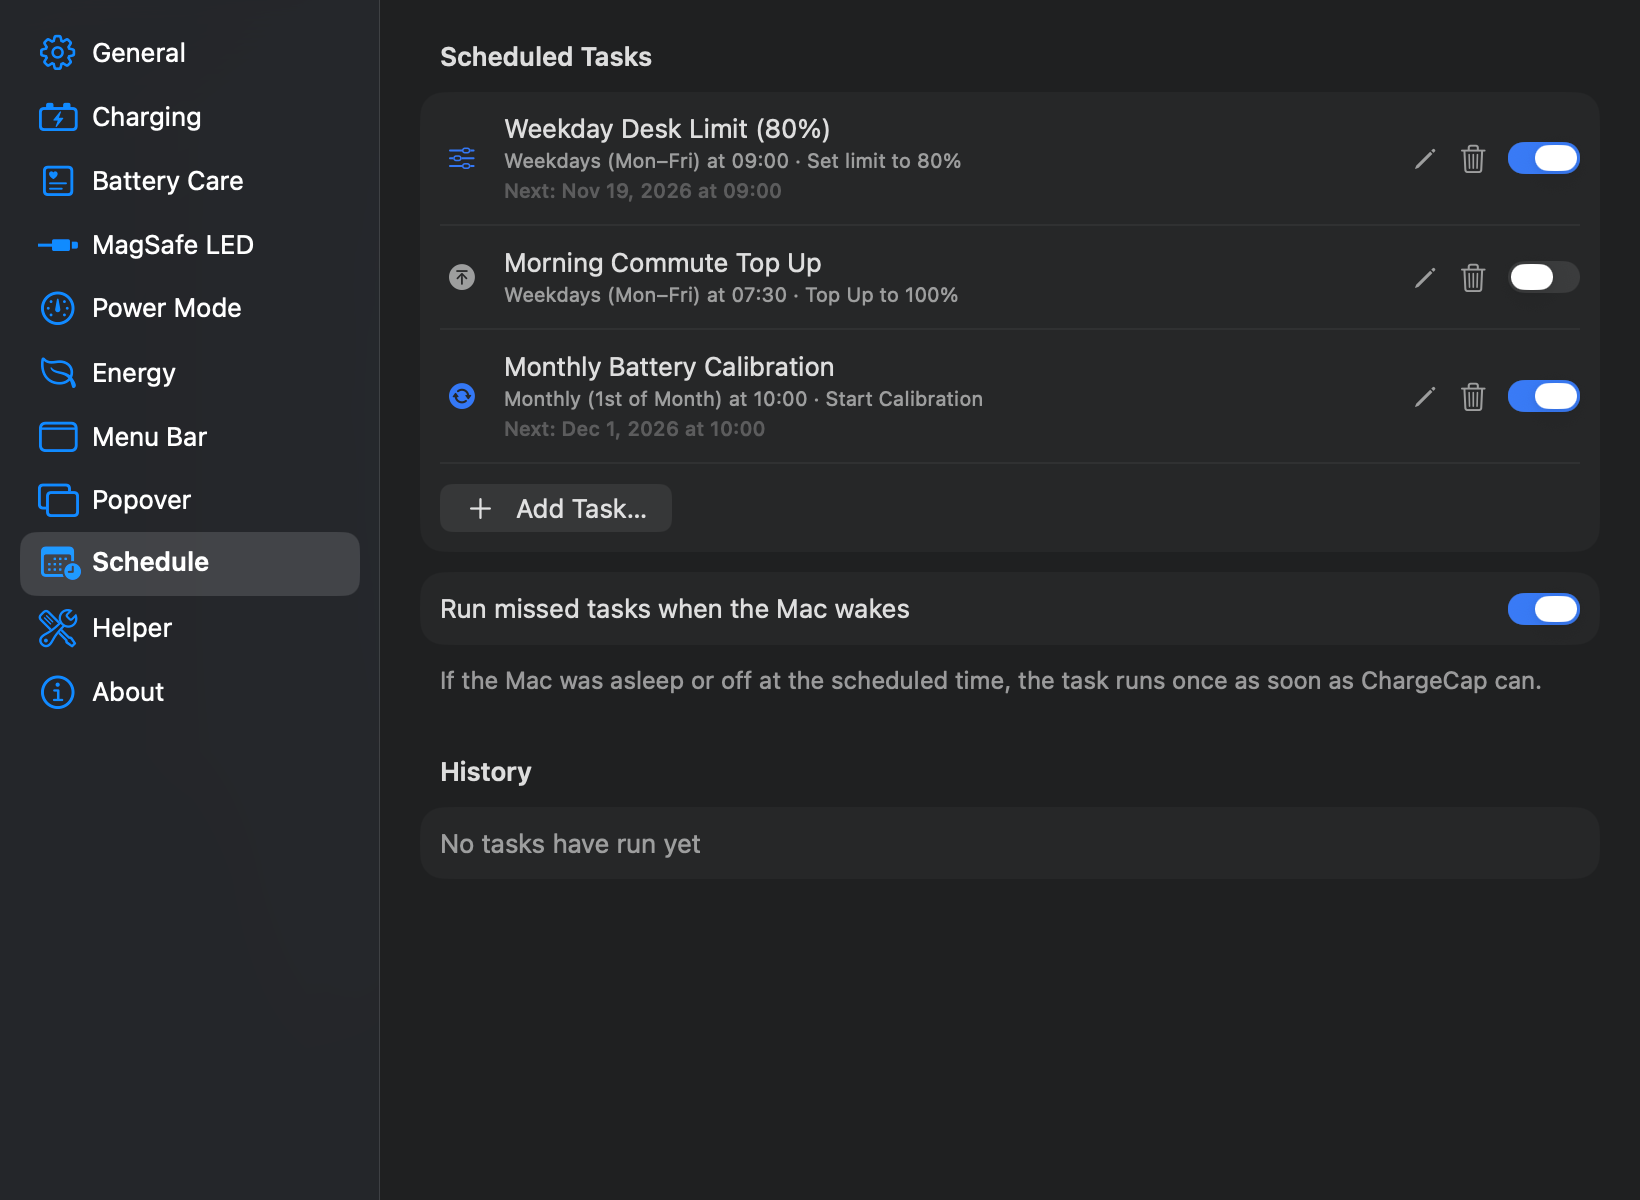 General
Charging
Battery Care
MagSafe LED
Power Mode
Energy
Menu Bar
Popover
Schedule
Helper
About
Scheduled Tasks
Weekday Desk Limit (80%)
Weekdays (Mon–Fri) at 09:00 · Set limit to 80%
Next: Nov 19, 2026 at 09:00
Morning Commute Top Up
Weekdays (Mon–Fri) at 07:30 · Top Up to 100%
Monthly Battery Calibration
Monthly (1st of Month) at 10:00 · Start Calibration
Next: Dec 1, 2026 at 10:00
Add Task...
Run missed tasks when the Mac wakes
If the Mac was asleep or off at the scheduled time, the task runs once as soon as ChargeCap can.
History
No tasks have run yet